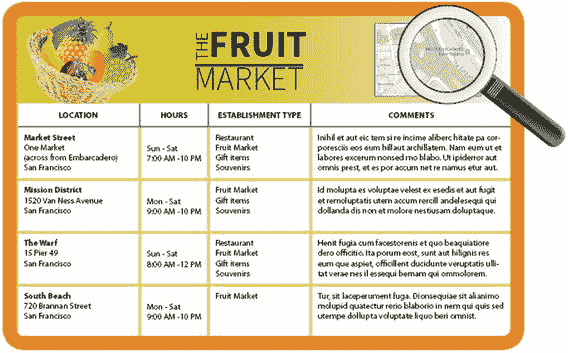 THE FRUIT
MARKET
LOCATION
HOURS
ESTABLISHMENT TYPE
COMMENTS
Market Street
One Market
(across from Embarcadero)
San Francisco
Sun - Sat
7:00 AM -10 PM
Restaurant
Fruit Market
Gift items
Souvenirs
Inihil et aut eic tem si re incime aliberc hitate pa cor-
poresciis eos eum hillaut archillatem. Nam eum ut et
labores excerum nonsed mo blabo. Ut ipideror aut
omnis prest, et es por accum net re namus etur aut.
Mission District
1520 Van Ness Avenue
San Francisco
Mon - Sat
9:00 AM -10 PM
Fruit Market
Gift items
Souvenirs
Id molupta es voluptae velest ex esedis et aut fugit
et remoluptatis utem accum rercill andelesequi qui
dollanda dis non et molore nestiusam doluptaque.
The Warf
15 Pier 49
San Francisco
Sun - Sat
8:00 AM -12 PM
Restaurant
Fruit Market
Gift items
Souvenirs
Henit fugia cum facestorenis et quo beaquiatiore
dero officitio. Ita porum eost, sunt aut hilignis res
eum que aspiet, officillent ducidunte veruptatis ulli-
tat verae nes il essequi bernam qui ommolorem.
South Beach
720 Brannan Street
San Francisco
Mon - Sat
9:00 AM -10 PM
Fruit Market
Tur, sit laceperument fuga. Dionsequiae sit alianimo
molupid quatectur rerio blaborio in nem qui quis sed
utempe dollupta voluptate liquo beri omnist.